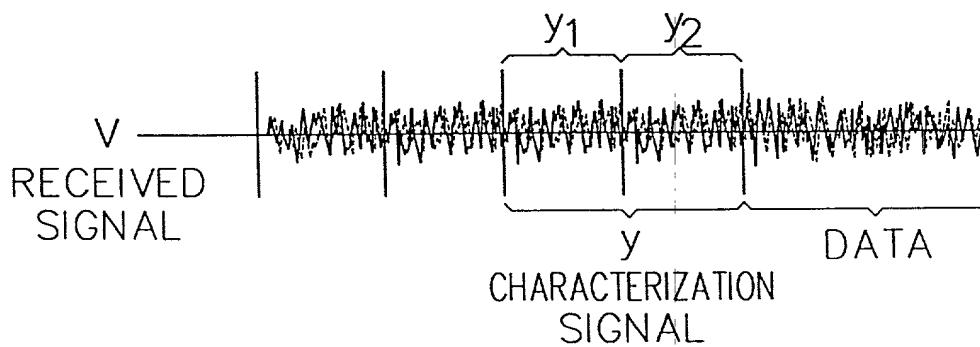 y1 y2
V
RECEIVED
SIGNAL
y
DATA
CHARACTERIZATION
SIGNAL